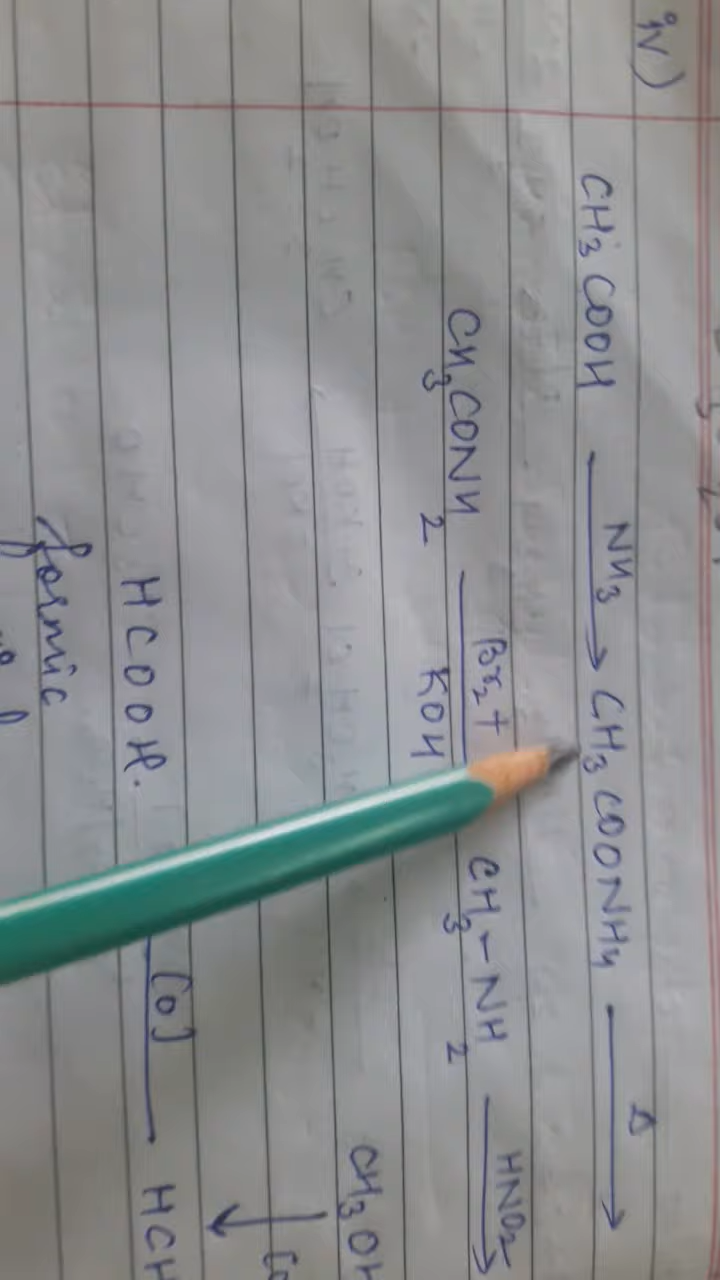 iv)
CH3COOH NH3→ CH3COONH4 Δ→
CH3CONH2 Br2+ KOH CH3-NH2 HNO2→
CH3OH
↓ [o
HCOOH. [O] HCH
formic